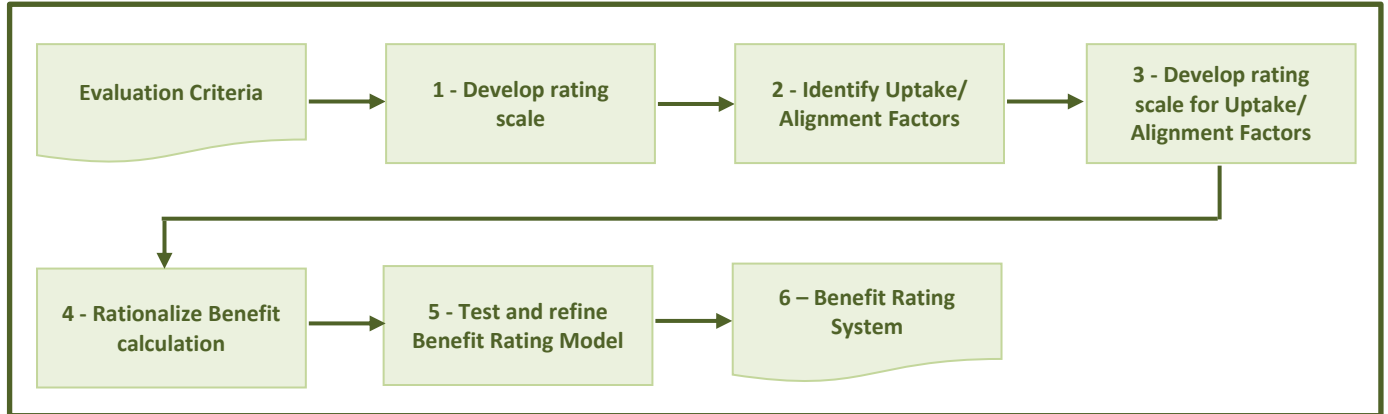 Evaluation Criteria
1 - Develop rating
scale
2 - Identify Uptake/
Alignment Factors
3 - Develop rating
scale for Uptake/
Alignment Factors
4 - Rationalize Benefit
calculation
5 - Test and refine
Benefit Rating Model
6 – Benefit Rating
System